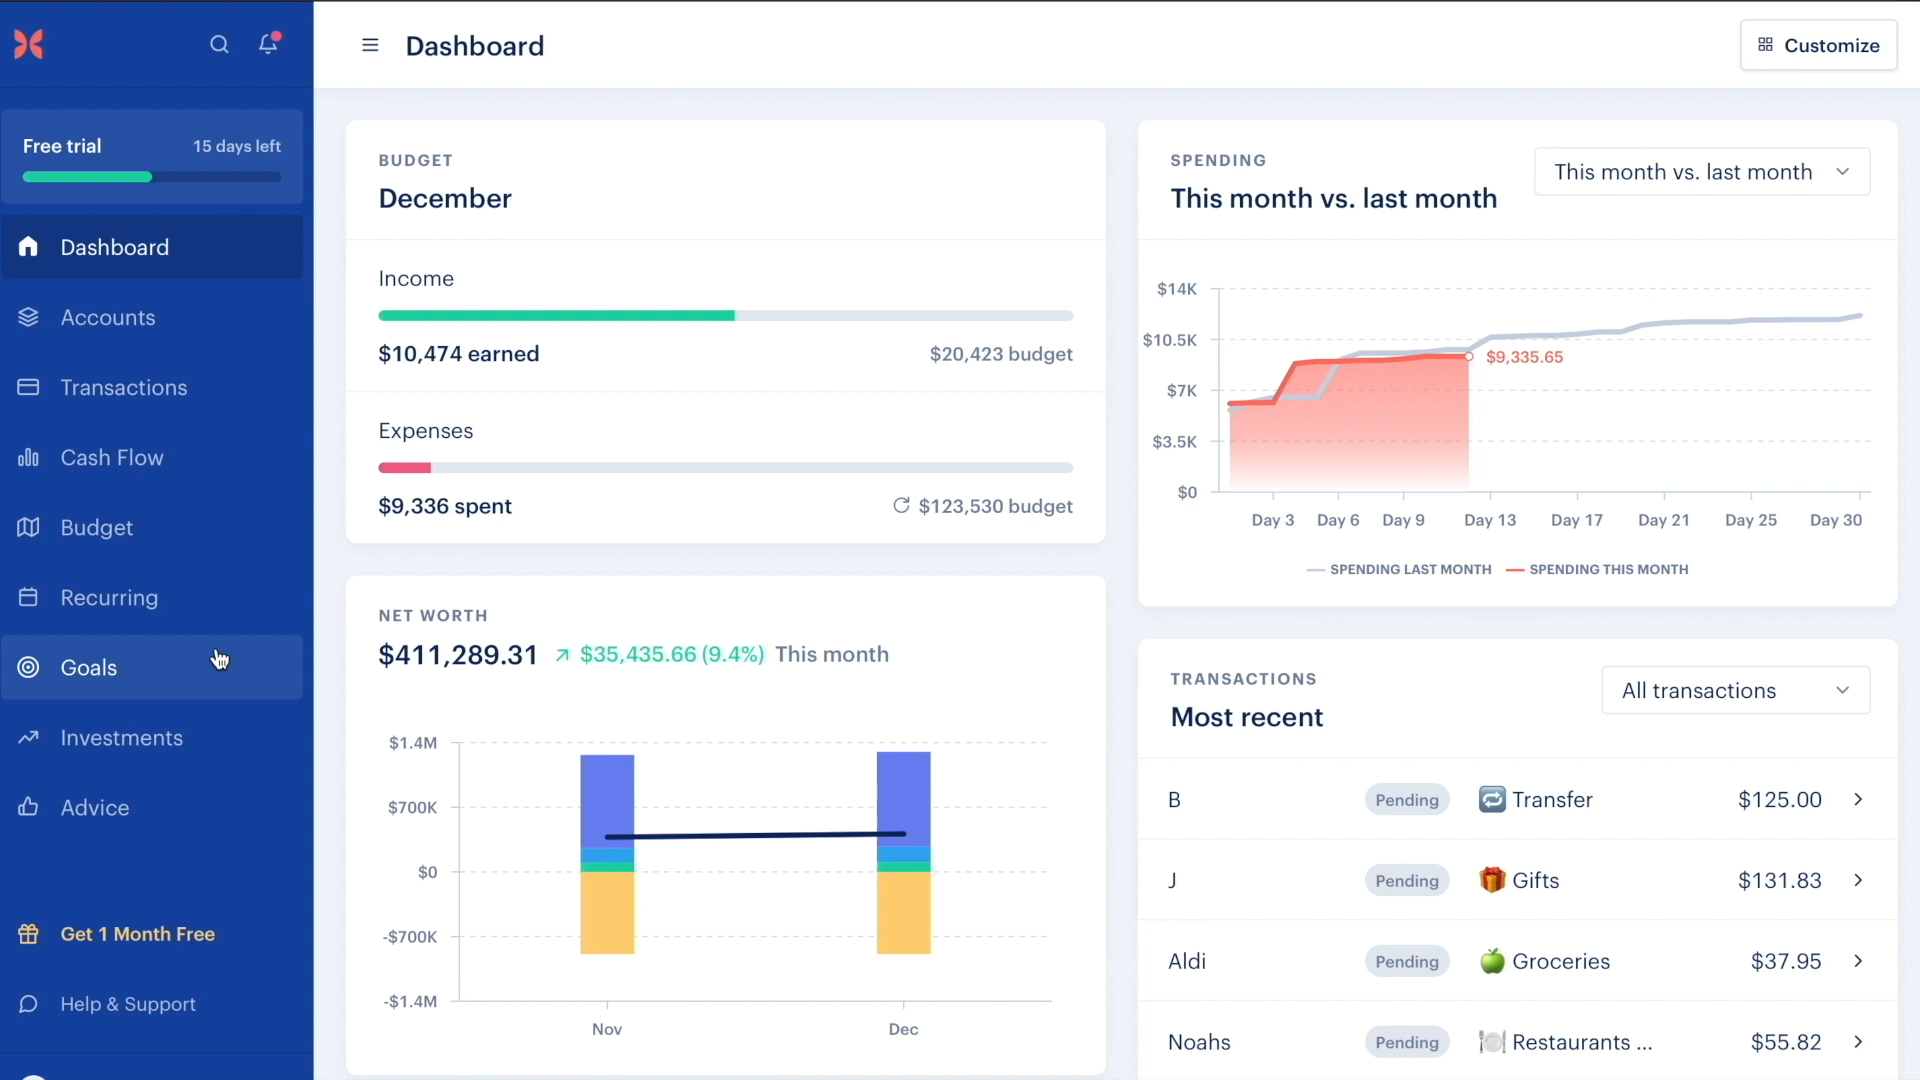 Free trial 15 days left
Dashboard
Accounts
Transactions
Cash Flow
Budget
Recurring
Goals
Investments
Advice
Get 1 Month Free
Help & Support
Dashboard
Customize
BUDGET
December
Income
$10,474 earned $20,423 budget
Expenses
$9,336 spent $123,530 budget
NET WORTH
$411,289.31 $35,435.66 (9.4%) This month
$1.4M
$700K
$0
-$700K
-$1.4M
Nov Dec
SPENDING
This month vs. last month
This month vs. last month
$14K
$10.5K
$7K
$3.5K
$0
$9,335.65
Day 3 Day 6 Day 9 Day 13 Day 17 Day 21 Day 25 Day 30
SPENDING LAST MONTH SPENDING THIS MONTH
TRANSACTIONS
Most recent
All transactions
B Pending Transfer $125.00
J Pending Gifts $131.83
Aldi Pending Groceries $37.95
Noahs Pending Restaurants ... $55.82